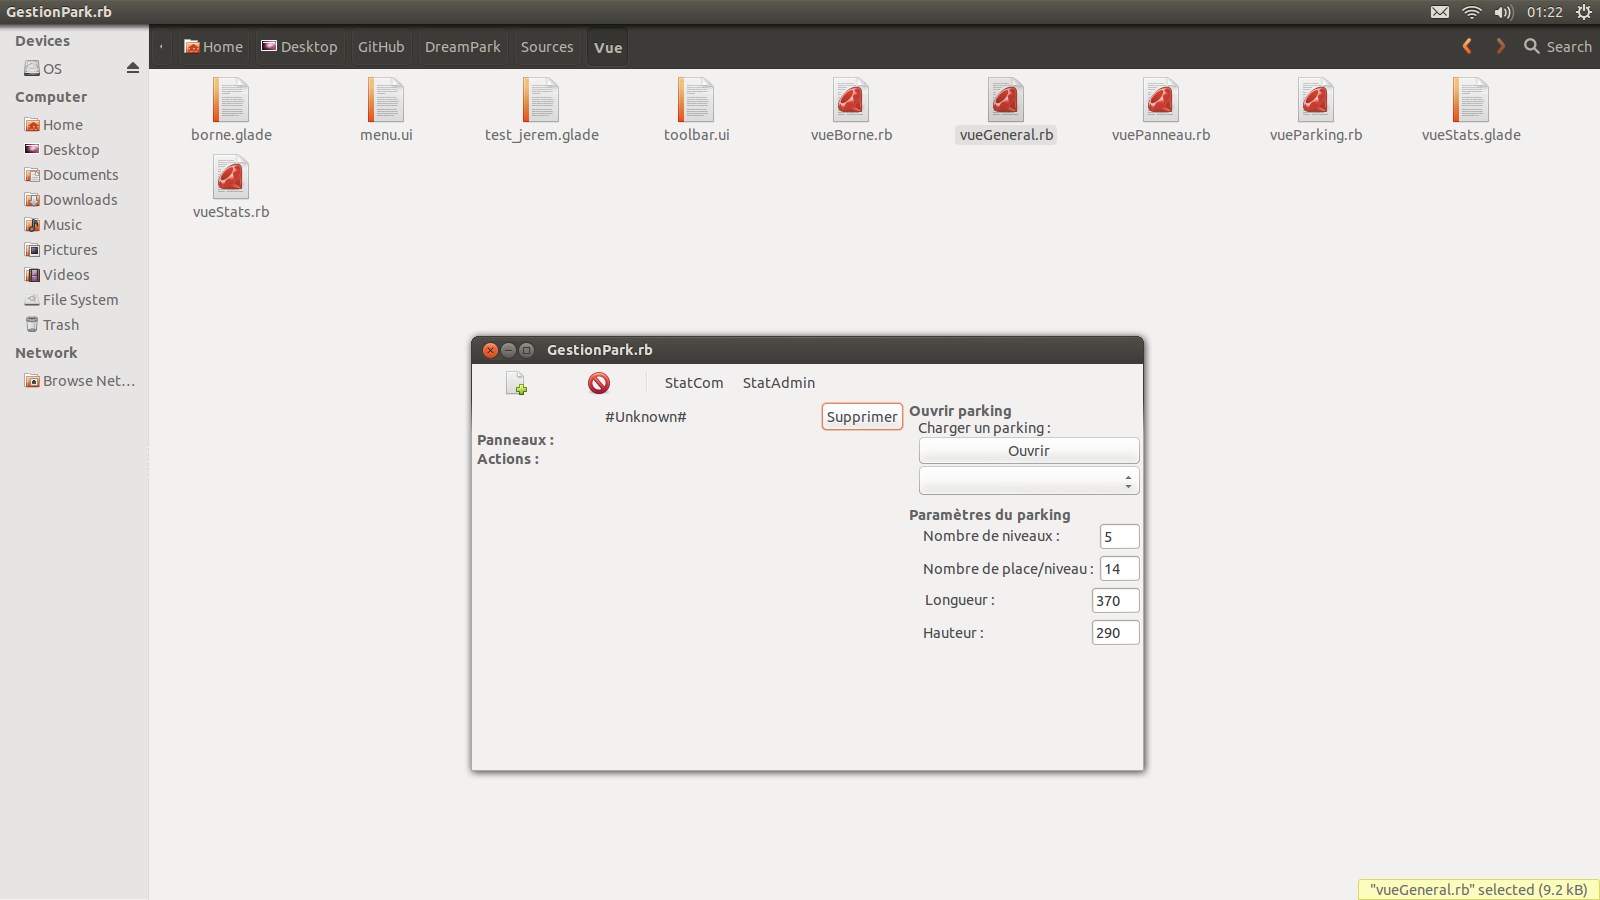 GestionPark.rb
01:22
Devices
OS
Computer
Home
Desktop
Documents
Downloads
Music
Pictures
Videos
File System
Trash
Network
Browse Net...
Home Desktop GitHub DreamPark Sources Vue
Search
borne.glade menu.ui test_jerem.glade toolbar.ui vueBorne.rb vueGeneral.rb vuePanneau.rb vueParking.rb vueStats.glade
vueStats.rb
GestionPark.rb
StatCom StatAdmin
#Unknown# Supprimer
Panneaux :
Actions :
Ouvrir parking
Charger un parking :
Ouvrir
Paramètres du parking
Nombre de niveaux : 5
Nombre de place/niveau : 14
Longueur : 370
Hauteur : 290
"vueGeneral.rb" selected (9.2 kB)